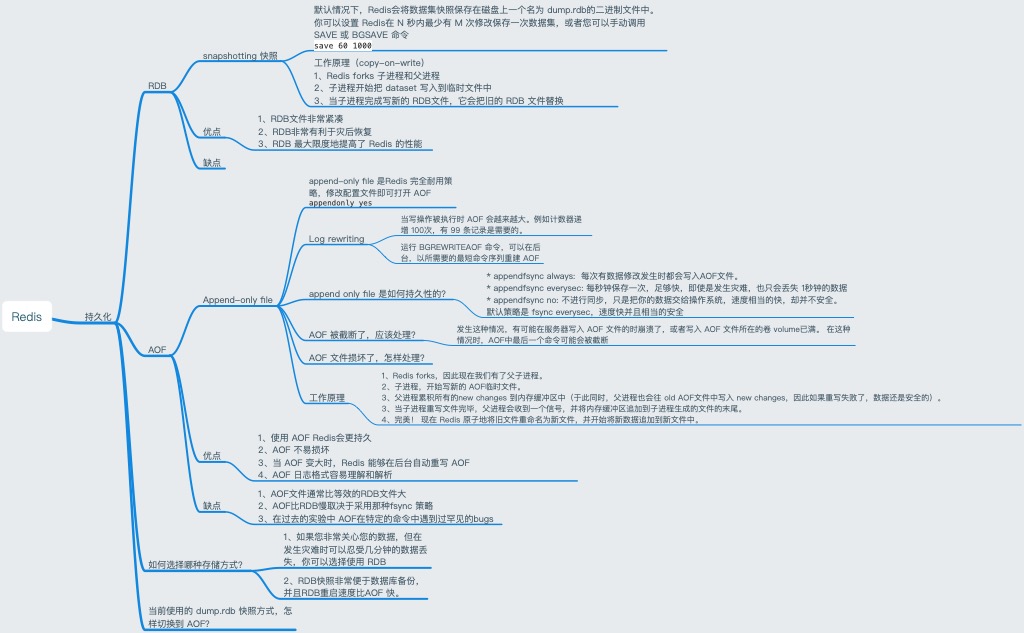 默认情况下，Redis会将数据集快照保存在磁盘上一个名为 dump.rdb的二进制文件中。
你可以设置 Redis在 N 秒内最少有 M 次修改保存一次数据集，或者您可以手动调用
SAVE 或 BGSAVE 命令
save 60 1000
snapshotting 快照
工作原理（copy-on-write）
1、Redis forks 子进程和父进程
2、子进程开始把 dataset 写入到临时文件中
3、当子进程完成写新的 RDB文件，它会把旧的 RDB 文件替换
RDB
1、RDB文件非常紧凑
2、RDB非常有利于灾后恢复
3、RDB 最大限度地提高了 Redis 的性能
优点
缺点
append-only file 是Redis 完全耐用策
略，修改配置文件即可打开 AOF
appendonly yes
当写操作被执行时 AOF 会越来越大。例如计数器递
增 100次，有 99 条记录是需要的。
Log rewriting
运行 BGREWRITEAOF 命令，可以在后
台，以所需要的最短命令序列重建 AOF
* appendfsync always: 每次有数据修改发生时都会写入AOF文件。
* appendfsync everysec: 每秒钟保存一次，足够快，即使是发生灾难，也只会丢失 1秒钟的数据
* appendfsync no: 不进行同步，只是把你的数据交给操作系统，速度相当的快，却并不安全。
默认策略是 fsync everysec，速度快并且相当的安全
append only file 是如何持久性的？
Append-only file
Redis
持久化
发生这种情况，有可能在服务器写入 AOF 文件的时崩溃了，或者写入 AOF 文件所在的卷 volume已满。 在这种
情况时，AOF中最后一个命令可能会被截断
AOF 被截断了，应该处理？
AOF
AOF 文件损坏了，怎样处理？
1、Redis forks，因此现在我们有了父子进程。
2、子进程，开始写新的 AOF临时文件。
3、父进程累积所有的new changes 到内存缓冲区中（于此同时，父进程也会往 old AOF文件中写入 new changes，因此如果重写失败了，数据还是安全的）。
3、当子进程重写文件完毕，父进程会收到一个信号，并将内存缓冲区追加到子进程生成的文件的末尾。
4、完美！ 现在 Redis 原子地将旧文件重命名为新文件，并开始将新数据追加到新文件中。
工作原理
1、使用 AOF Redis会更持久
2、AOF 不易损坏
3、当 AOF 变大时，Redis 能够在后台自动重写 AOF
4、AOF 日志格式容易理解和解析
优点
1、AOF文件通常比等效的RDB文件大
2、AOF比RDB慢取决于采用那种fsync 策略
3、在过去的实验中 AOF在特定的命令中遇到过罕见的bugs
缺点
1、如果您非常关心您的数据，但在
发生灾难时可以忍受几分钟的数据丢
失，你可以选择使用 RDB
如何选择哪种存储方式？
2、RDB快照非常便于数据库备份，
并且RDB重启速度比AOF 快。
当前使用的 dump.rdb 快照方式，怎
样切换到 AOF？